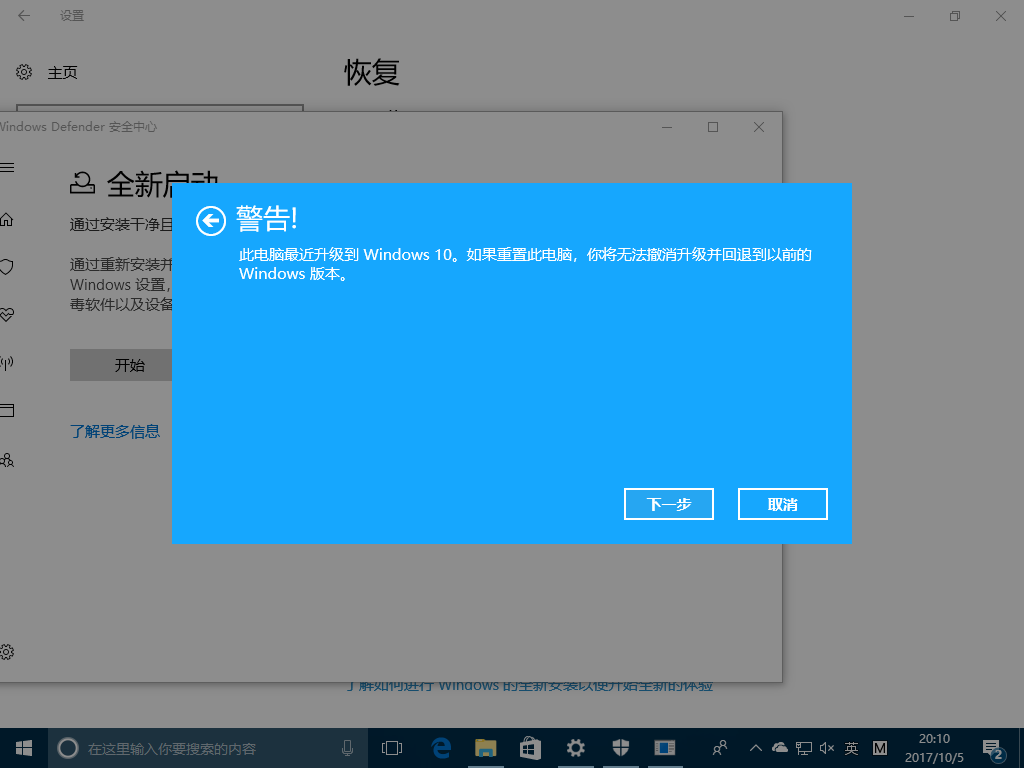 设置
主页
恢复
Windows Defender 安全中心
全新启动
通过安装干净且
通过重新安装并
Windows 设置,
毒软件以及设备
开始
了解更多信息
警告!
此电脑最近升级到 Windows 10。如果重置此电脑，你将无法撤消升级并回退到以前的
Windows 版本。
下一步
取消
了解如何进行 Windows 的全新安装以便开始全新的体验
在这里输入你要搜索的内容
英
M
20:10
2017/10/5
2